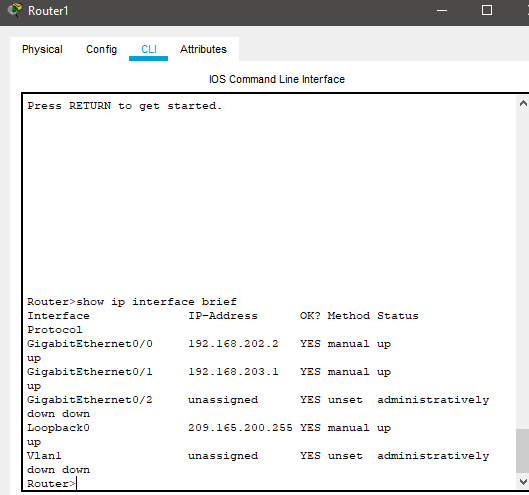 Router1
Physical Config CLI Attributes
IOS Command Line Interface
Press RETURN to get started.
Router>show ip interface brief
Interface IP-Address OK? Method Status
Protocol
GigabitEthernet0/0 192.168.202.2 YES manual up
up
GigabitEthernet0/1 192.168.203.1 YES manual up
up
GigabitEthernet0/2 unassigned YES unset administratively
down down
Loopback0 209.165.200.255 YES manual up
up
Vlan1 unassigned YES unset administratively
down down
Router>